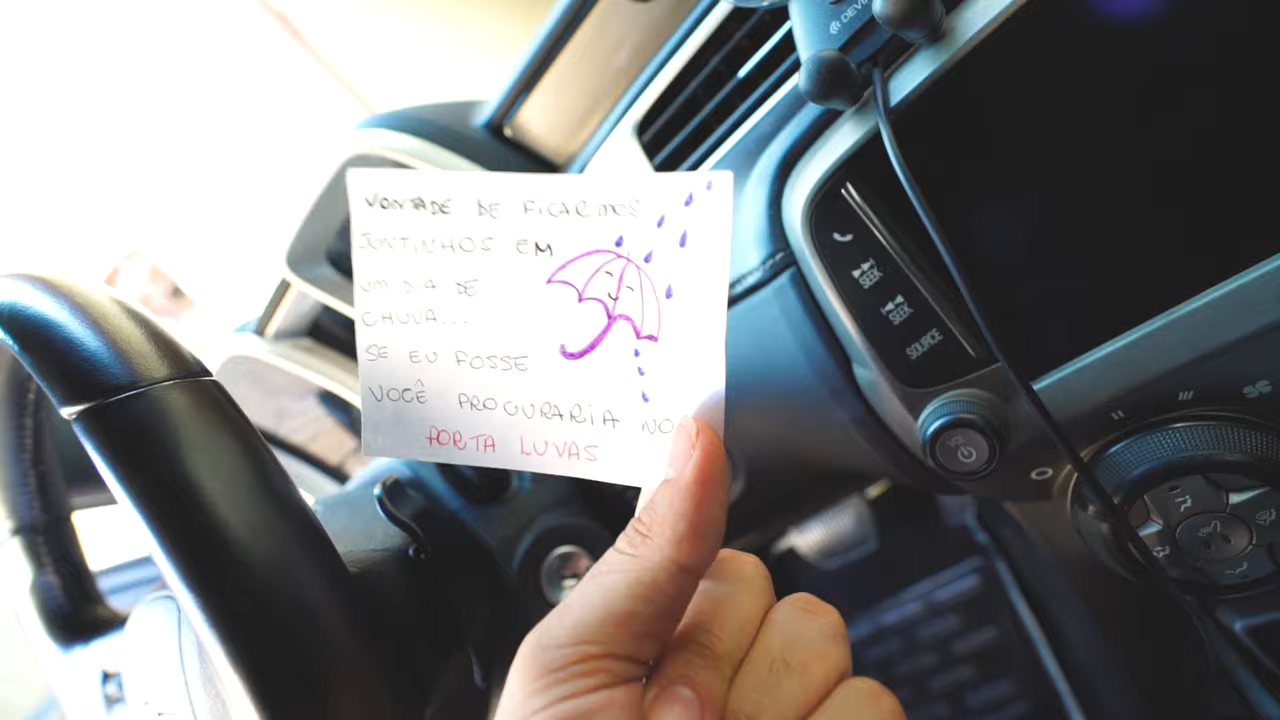 VONTADE DE FICARMOS
JUNTINHOS EM
UM DIA DE
CHUVA...
SE EU FOSSE
VOCÊ PROCURARIA NO
PORTA LUVAS
SEEK
SEEK
SOURCE
VOL